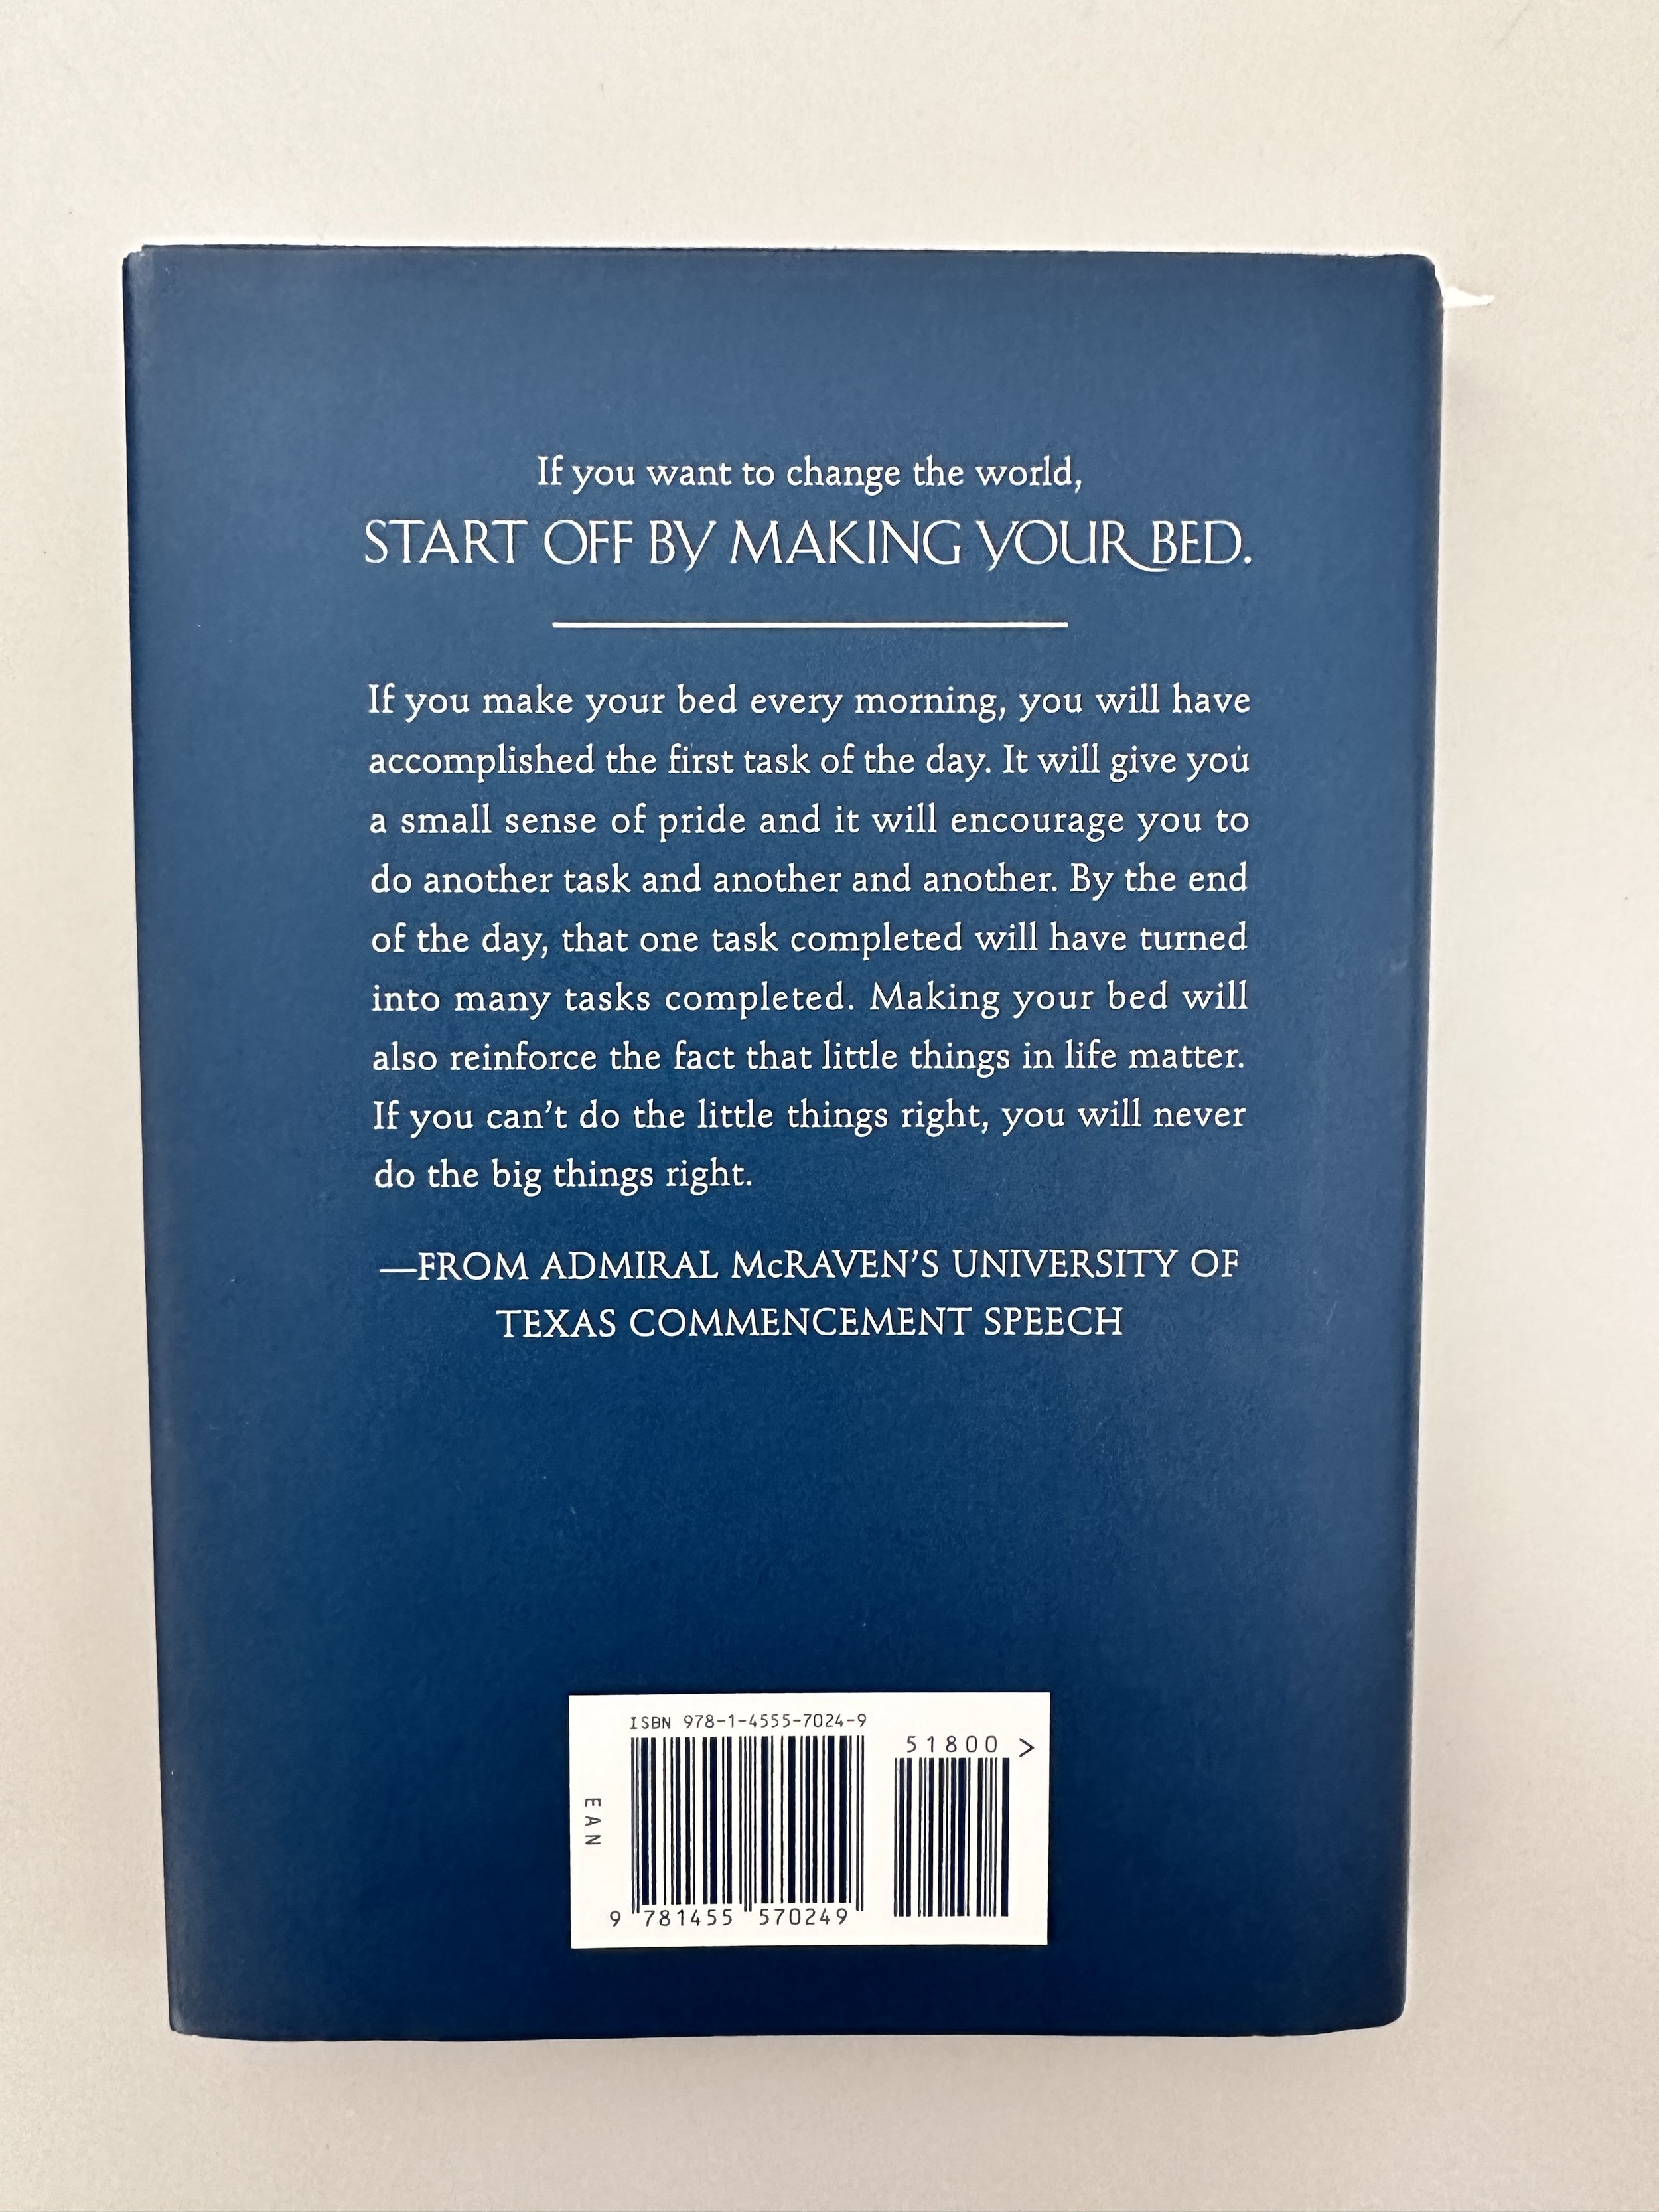 If you want to change the world,
START OFF BY MAKING YOUR BED.
If you make your bed every morning, you will have
accomplished the first task of the day. It will give you
a small sense of pride and it will encourage you to
do another task and another and another. By the end
of the day, that one task completed will have turned
into many tasks completed. Making your bed will
also reinforce the fact that little things in life matter.
If you can’t do the little things right, you will never
do the big things right.
—FROM ADMIRAL McRAVEN’S UNIVERSITY OF
TEXAS COMMENCEMENT SPEECH
ISBN 978-1-4555-7024-9
51800 >
EAN
9 781455 570249